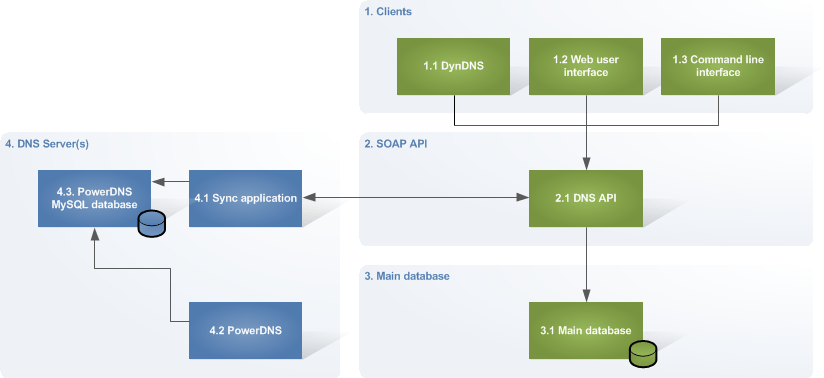 1. Clients
1.1 DynDNS
1.2 Web user
interface
1.3 Command line
interface
4. DNS Server(s)
2. SOAP API
4.3. PowerDNS
MySQL database
4.1 Sync application
2.1 DNS API
3. Main database
4.2 PowerDNS
3.1 Main database